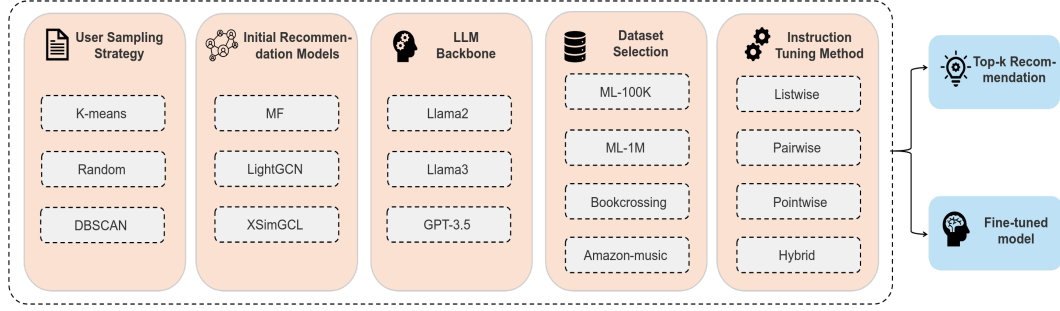 User Sampling
Strategy
K-means
Random
DBSCAN
Initial Recommen-
dation Models
MF
LightGCN
XSimGCL
LLM
Backbone
Llama2
Llama3
GPT-3.5
Dataset
Selection
ML-100K
ML-1M
Bookcrossing
Amazon-music
Instruction
Tuning Method
Listwise
Pairwise
Pointwise
Hybrid
Top-k Recom-
mendation
Fine-tuned
model